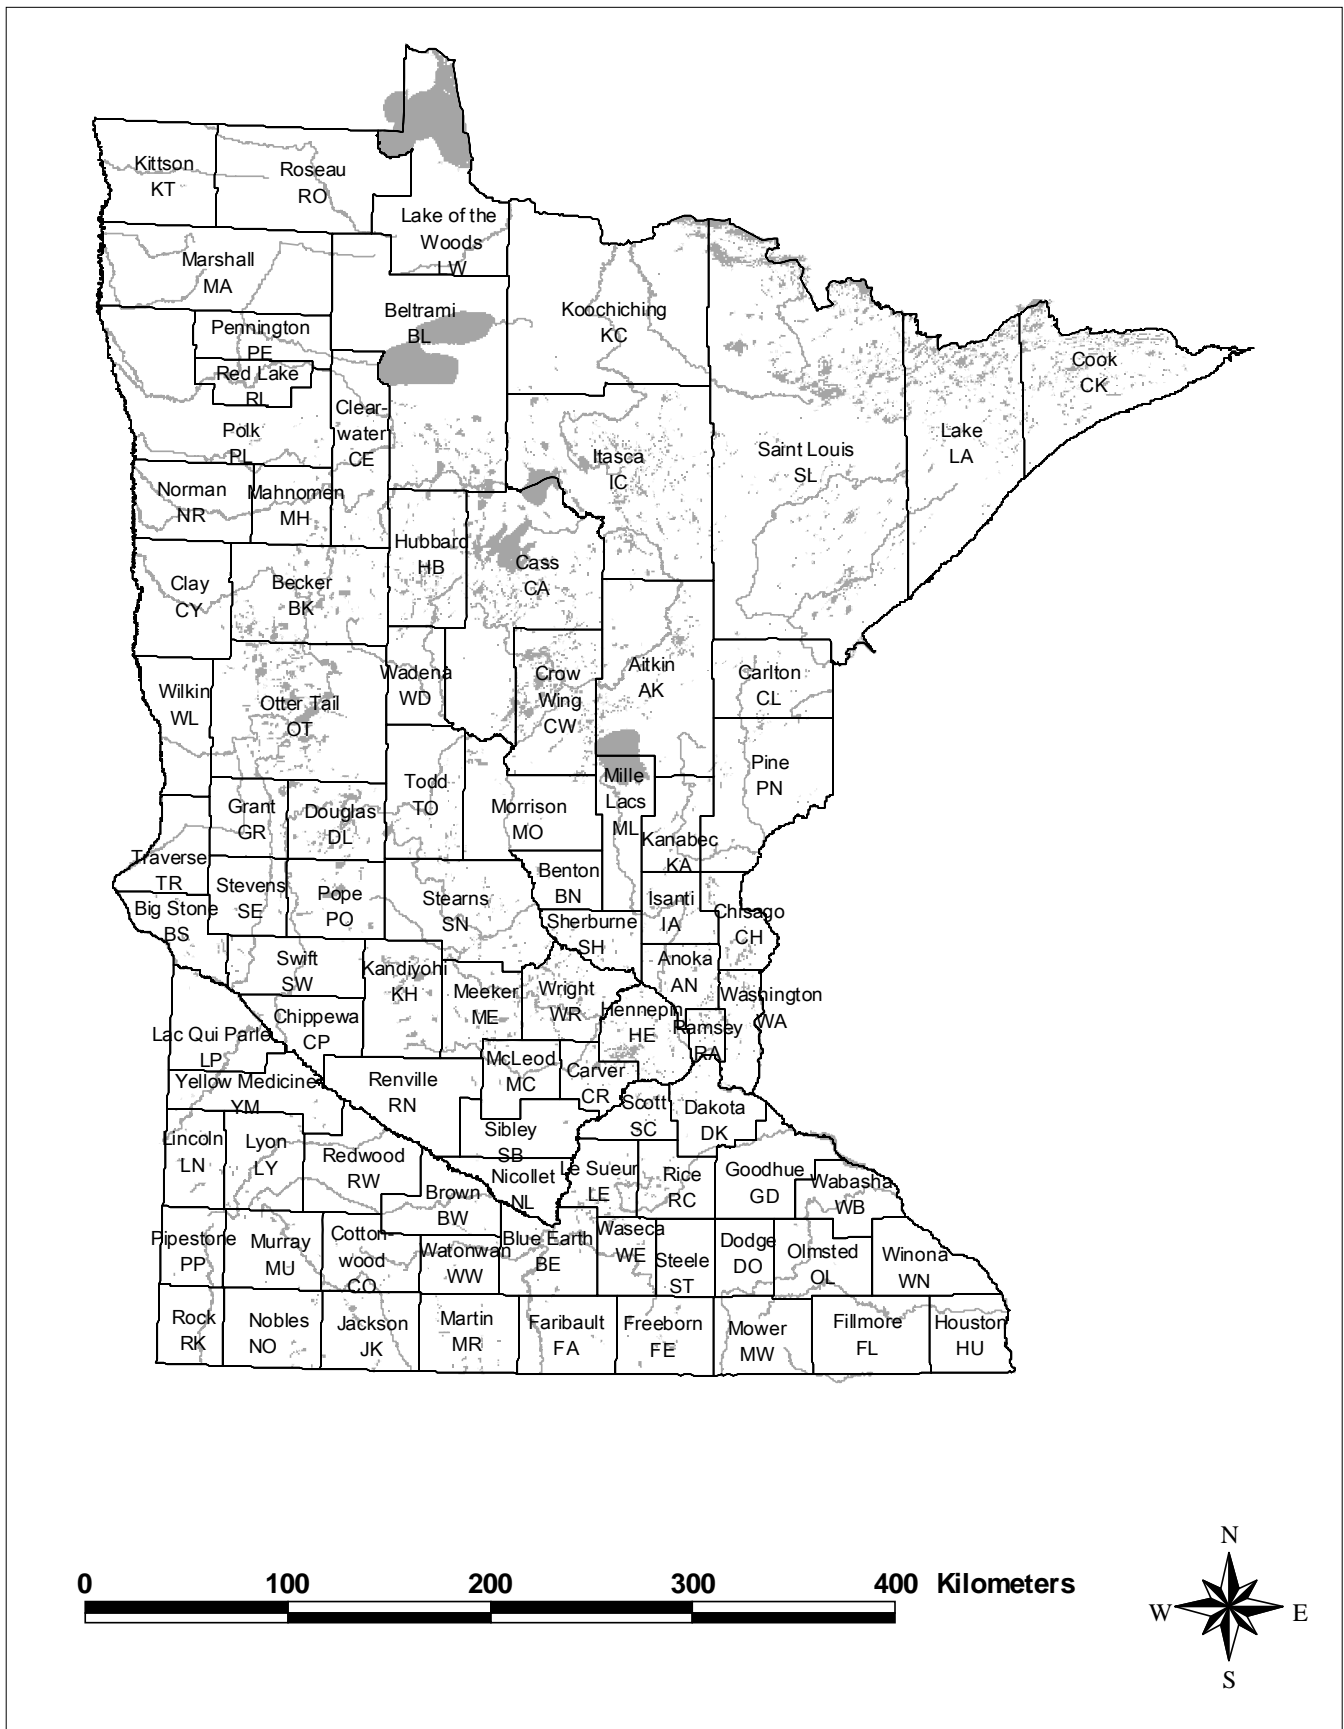 Kittson
KT
Roseau
RO
Lake of the
Woods
LW
Marshall
MA
Beltrami
BL
Koochiching
KC
Pennington
PE
Red Lake
RL
Polk
PL
Clear-
water
CE
Cook
CK
Lake
LA
Saint Louis
SL
Itasca
IC
Norman
NR
Mahnomen
MH
Hubbard
HB
Cass
CA
Clay
CY
Becker
BK
Wadena
WD
Crow
Wing
CW
Aitkin
AK
Carlton
CL
Wilkin
WL
Otter Tail
OT
Pine
PN
Todd
TO
Mille
Lacs
ML
Grant
GR
Douglas
DL
Morrison
MO
Kanabec
KA
Traverse
TR
Stevens
SE
Pope
PO
Stearns
SN
Benton
BN
Isanti
IA
Chisago
CH
Big Stone
BS
Sherburne
SH
Swift
SW
Kandiyohi
KH
Meeker
ME
Wright
WR
Anoka
AN
Washington
WA
Hennepin
HE
Ramsey
RA
Chippewa
CP
Lac Qui Parle
LP
McLeod
MC
Carver
CR
Yellow Medicine
YM
Renville
RN
Scott
SC
Dakota
DK
Lincoln
LN
Lyon
LY
Redwood
RW
Sibley
SB
Nicollet
NL
Le Sueur
LE
Rice
RC
Goodhue
GD
Wabasha
WB
Brown
BW
Pipestone
PP
Murray
MU
Cotton-
wood
CO
Watonwan
WW
Blue Earth
BE
Waseca
WE
Steele
ST
Dodge
DO
Olmsted
OL
Winona
WN
Rock
RK
Nobles
NO
Jackson
JK
Martin
MR
Faribault
FA
Freeborn
FE
Mower
MW
Fillmore
FL
Houston
HU
0 100 200 300 400 Kilometers
N
W E
S